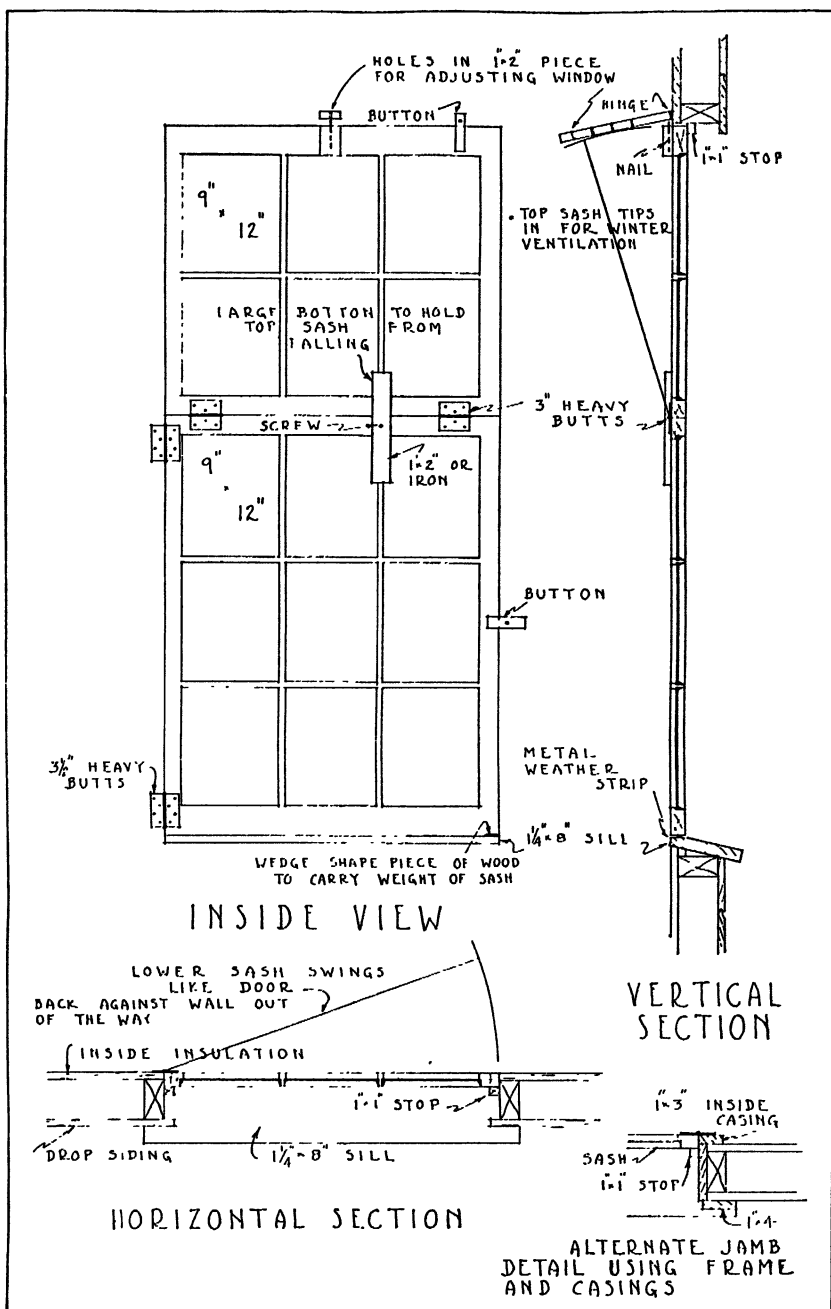 HOLES IN 1"x2" PIECE
FOR ADJUSTING WINDOW
BUTTON
HINGE
NAIL
1"x1" STOP
9"
x
12"
TOP SASH TIPS
IN FOR WINTER
VENTILATION
LARGE BOTTON TO HOLD
TOP SASH FROM
FALLING
3" HEAVY
BUTTS
SCREW
9"
x
12"
1"x2" OR
IRON
BUTTON
3½" HEAVY
BUTTS
METAL
WEATHER
STRIP
1¼"x8" SILL
WEDGE SHAPE PIECE OF WOOD
TO CARRY WEIGHT OF SASH
INSIDE VIEW
VERTICAL
SECTION
LOWER SASH SWINGS
LIKE DOOR
BACK AGAINST WALL OUT
OF THE WAY
INSIDE INSULATION
1"x1" STOP
DROP SIDING
1¼"x8" SILL
HORIZONTAL SECTION
1"x3" INSIDE
CASING
SASH
1"x1" STOP
1"x4
ALTERNATE JAMB
DETAIL USING FRAME
AND CASINGS